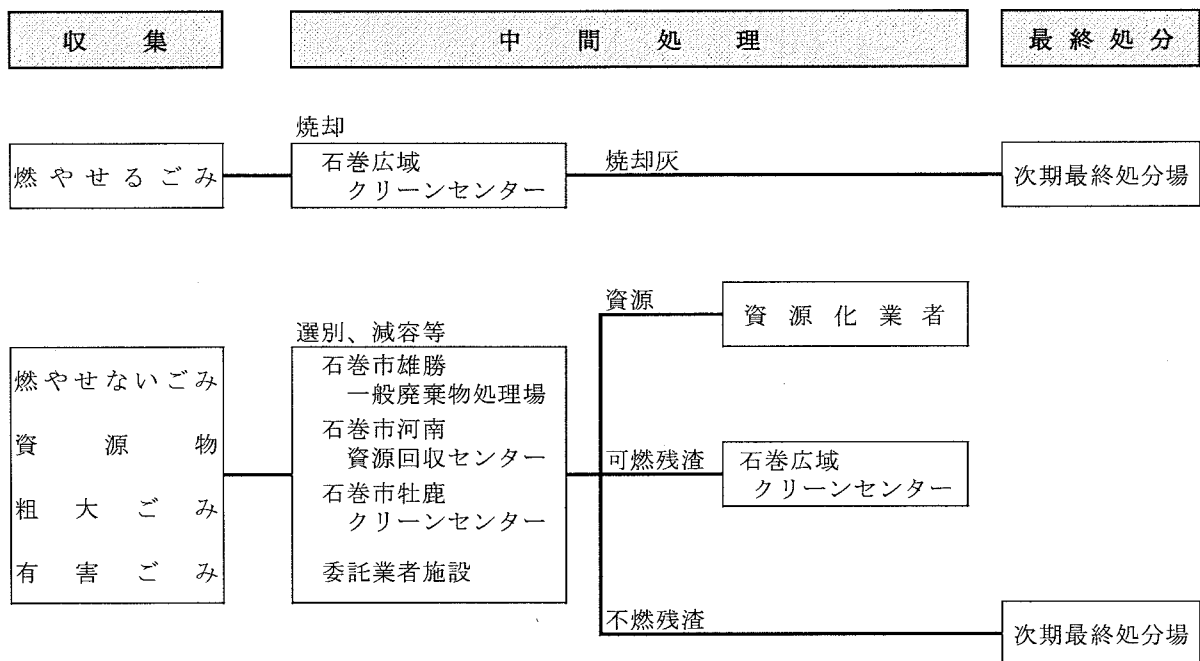 収集
中間処理
最終処分
焼却
燃やせるごみ
石巻広域
クリーンセンター
焼却灰
次期最終処分場
選別、減容等
燃やせないごみ
資源物
粗大ごみ
有害ごみ
石巻市雄勝
一般廃棄物処理場
石巻市河南
資源回収センター
石巻市牡鹿
クリーンセンター
委託業者施設
資源
資源化業者
可燃残渣
石巻広域
クリーンセンター
不燃残渣
次期最終処分場